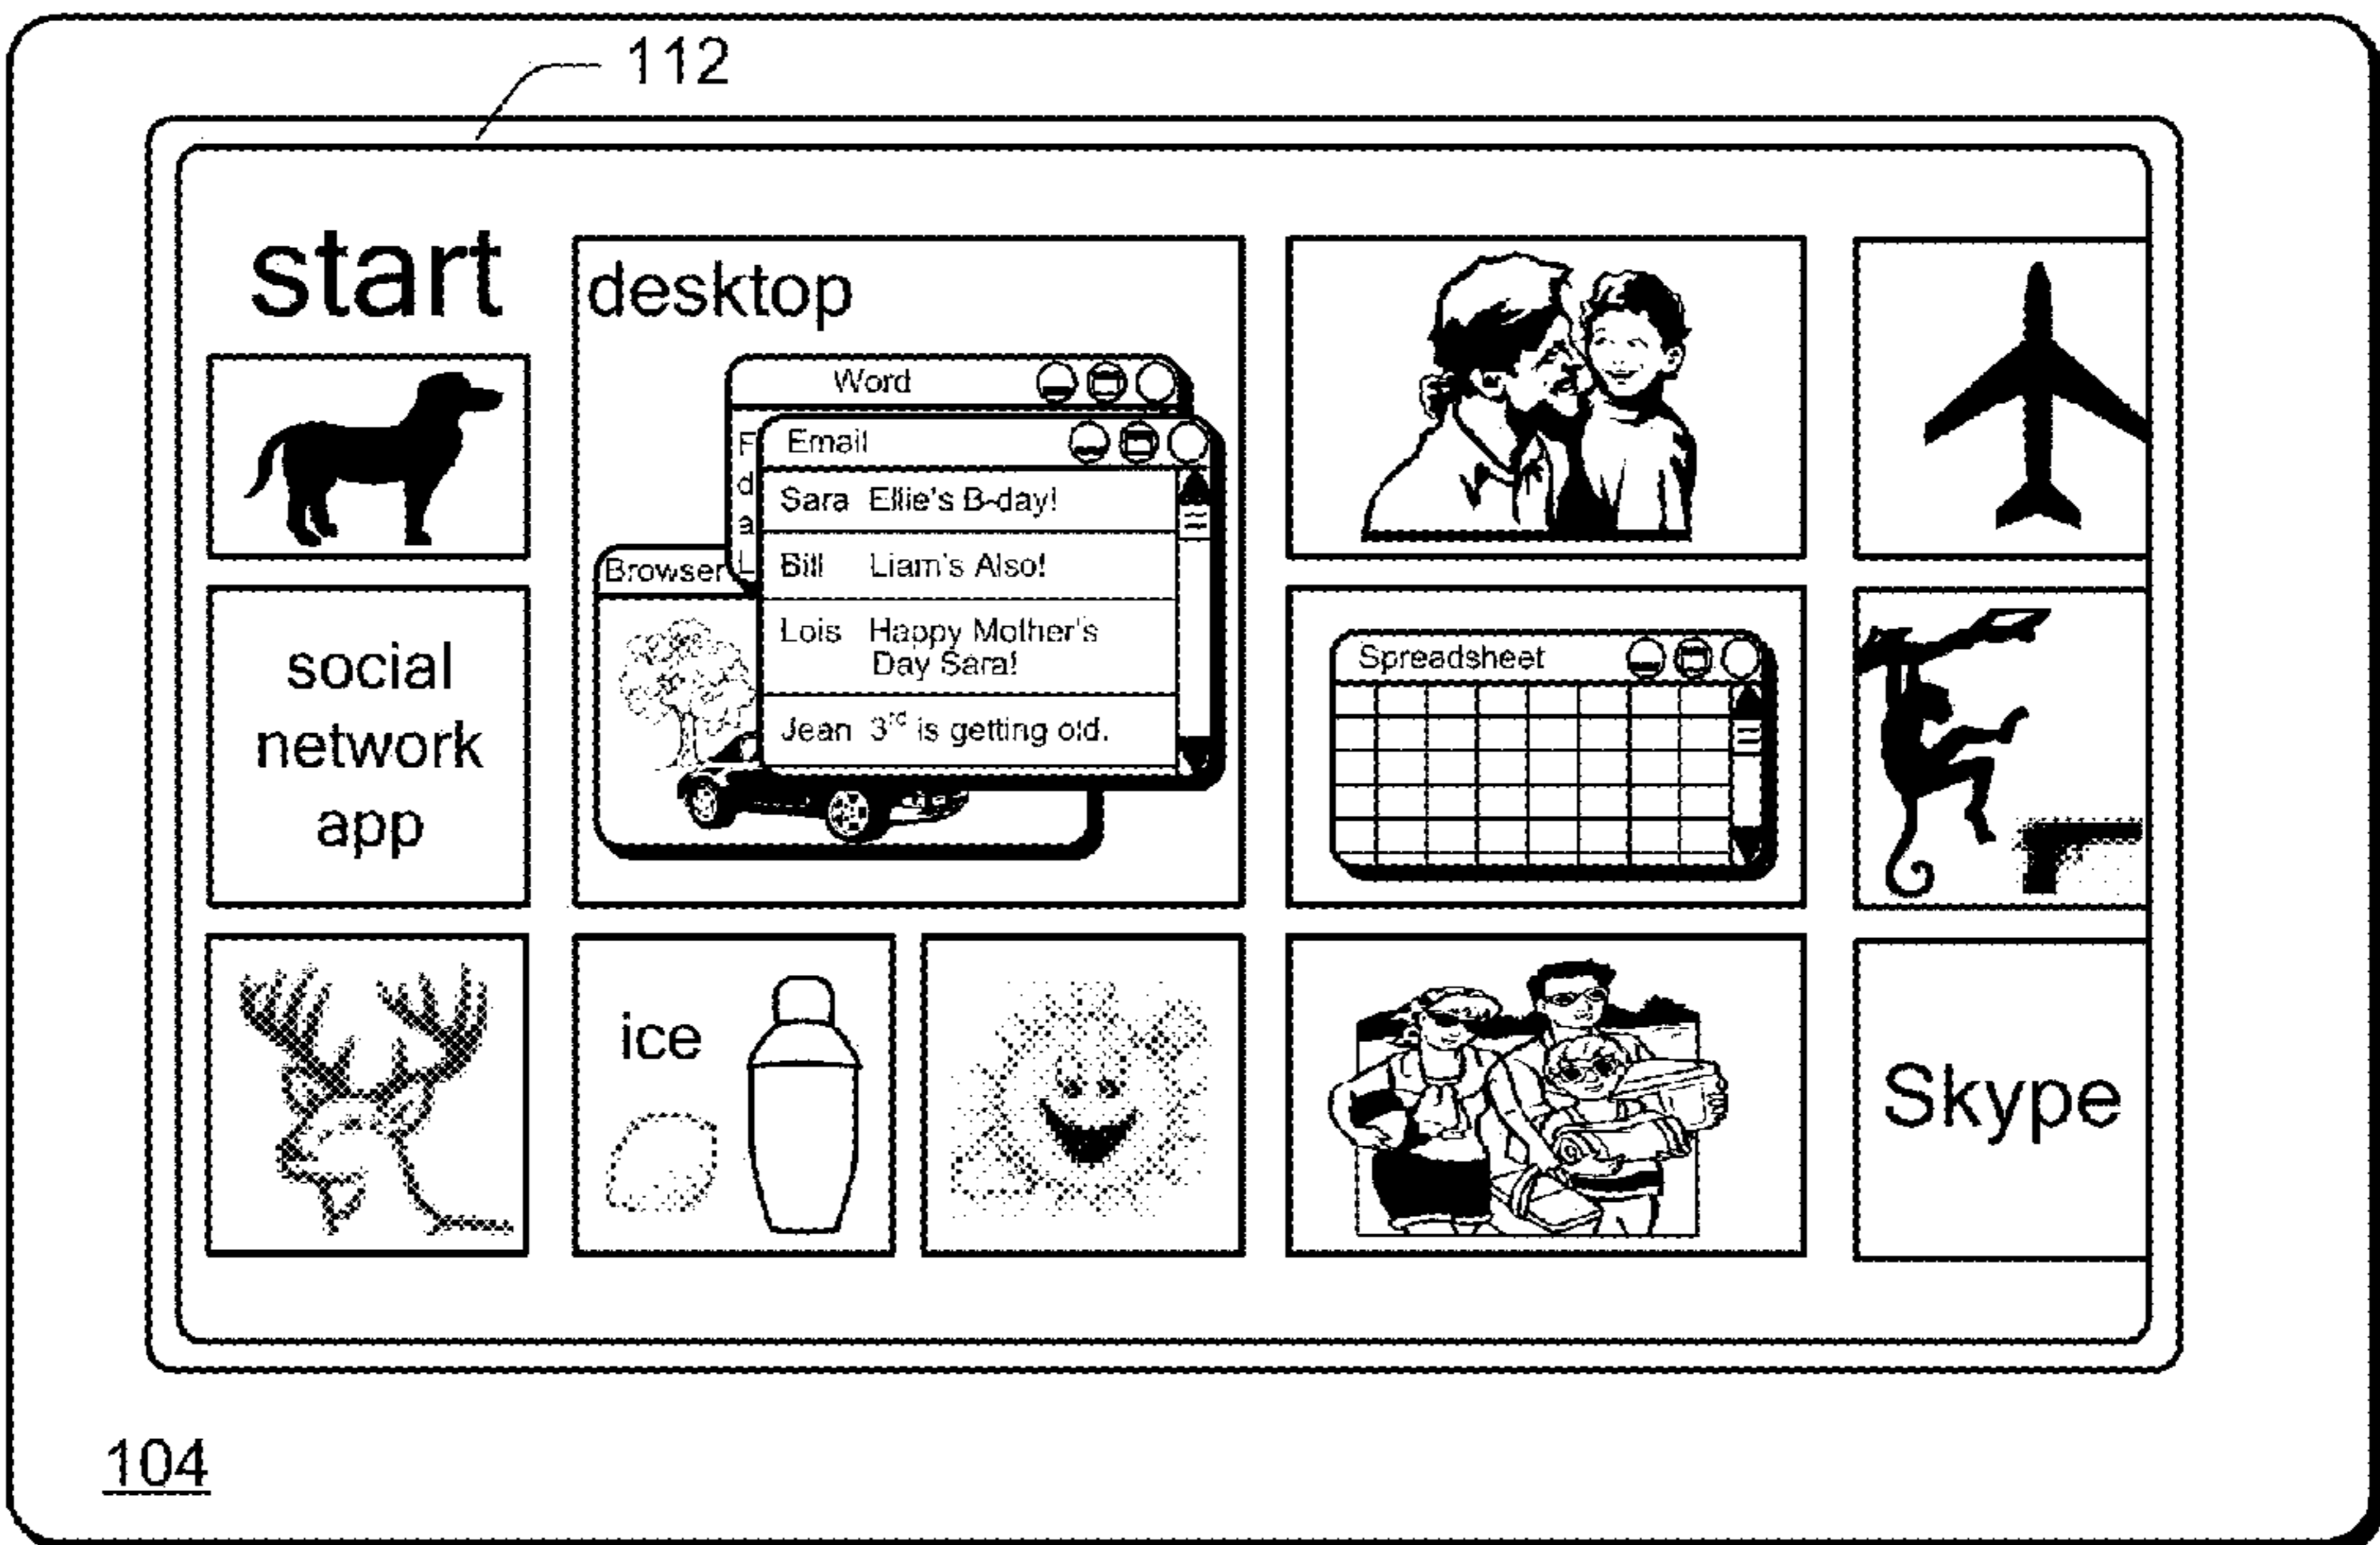 112
start
desktop
Word
F
d
a
L
Email
Sara Ellie's B-day!
Bill Liam's Also!
Lois Happy Mother's
Day Sara!
Jean 3rd is getting old.
Browser
social
network
app
Spreadsheet
ice
Skype
104